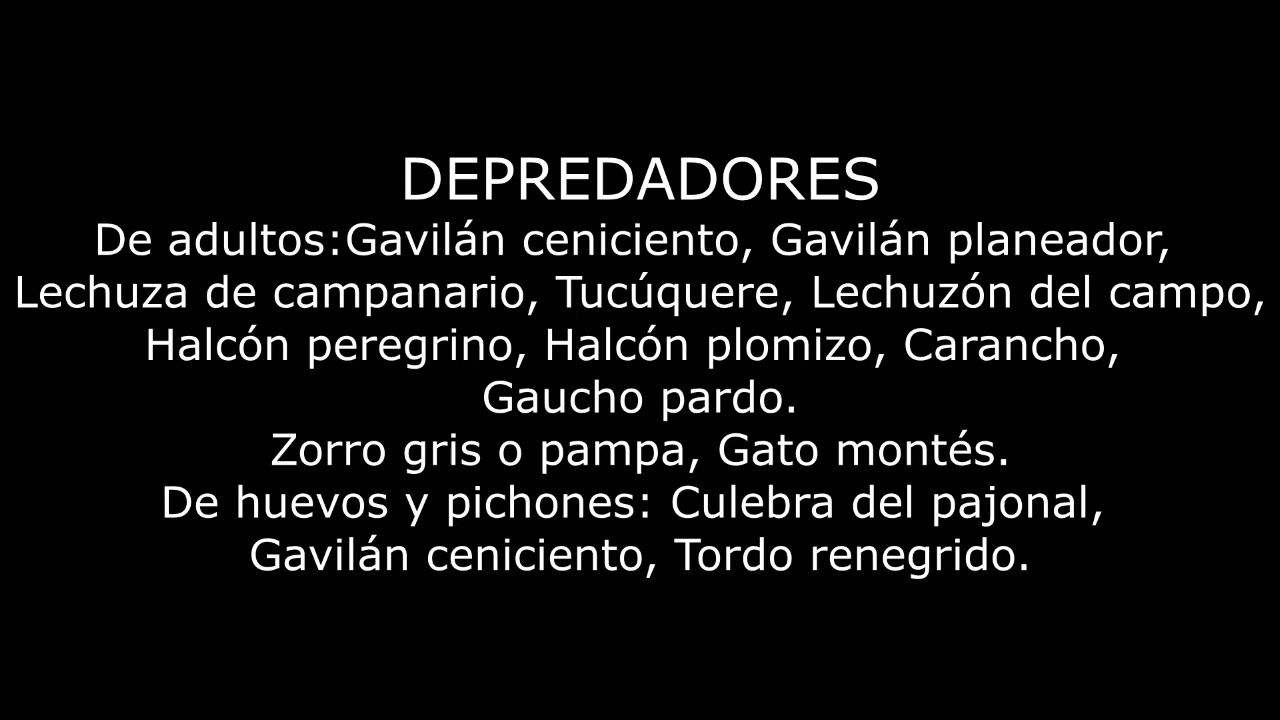 DEPREDADORES
De adultos:Gavilán ceniciento, Gavilán planeador,
Lechuza de campanario, Tucúquere, Lechuzón del campo,
Halcón peregrino, Halcón plomizo, Carancho,
Gaucho pardo.
Zorro gris o pampa, Gato montés.
De huevos y pichones: Culebra del pajonal,
Gavilán ceniciento, Tordo renegrido.